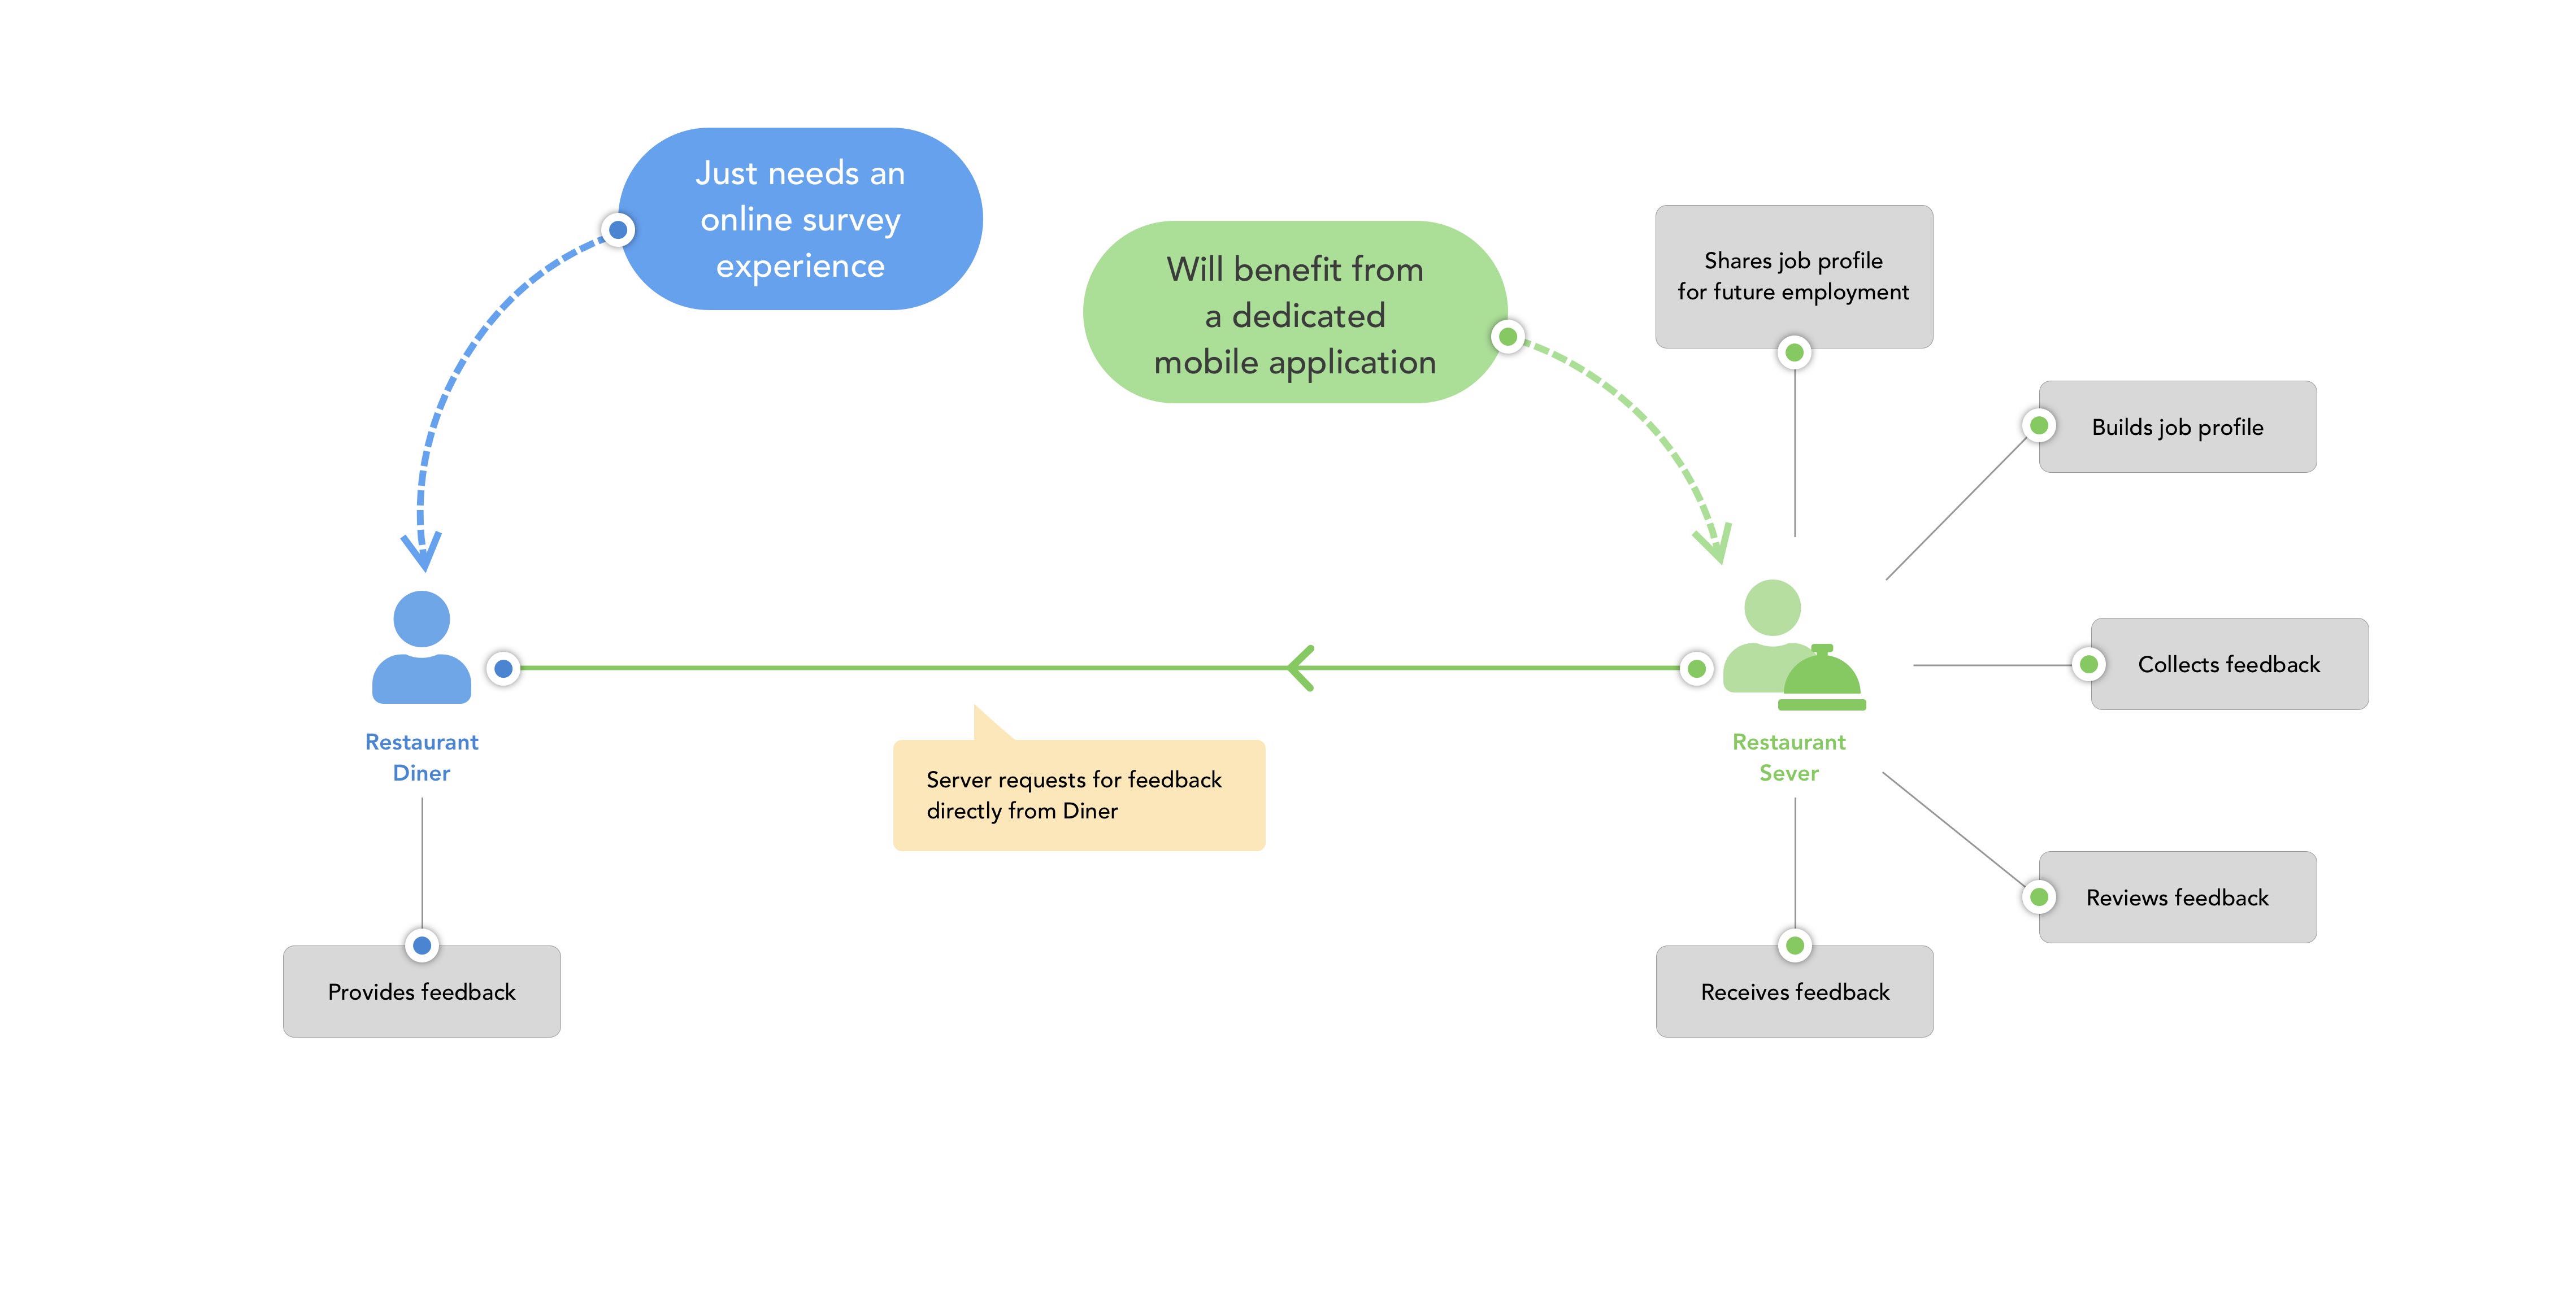 Just needs an
online survey
experience
Will benefit from
a dedicated
mobile application
Shares job profile
for future employment
Builds job profile
Collects feedback
Restaurant
Diner
Server requests for feedback
directly from Diner
Restaurant
Sever
Reviews feedback
Provides feedback
Receives feedback